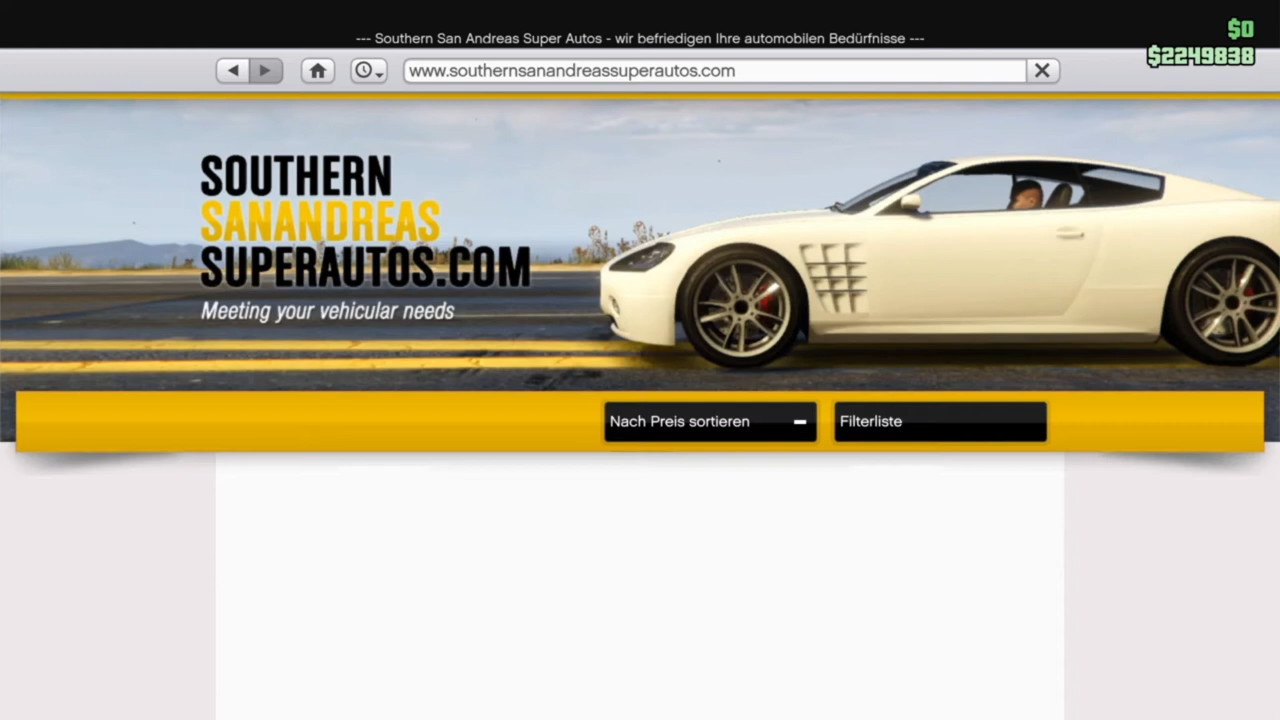 $0
--- Southern San Andreas Super Autos - wir befriedigen Ihre automobilen Bedürfnisse ---
$2249838
www.southernsanandreassuperautos.com
SOUTHERN
SANANDREAS
SUPERAUTOS.COM
Meeting your vehicular needs
Nach Preis sortieren
Filterliste